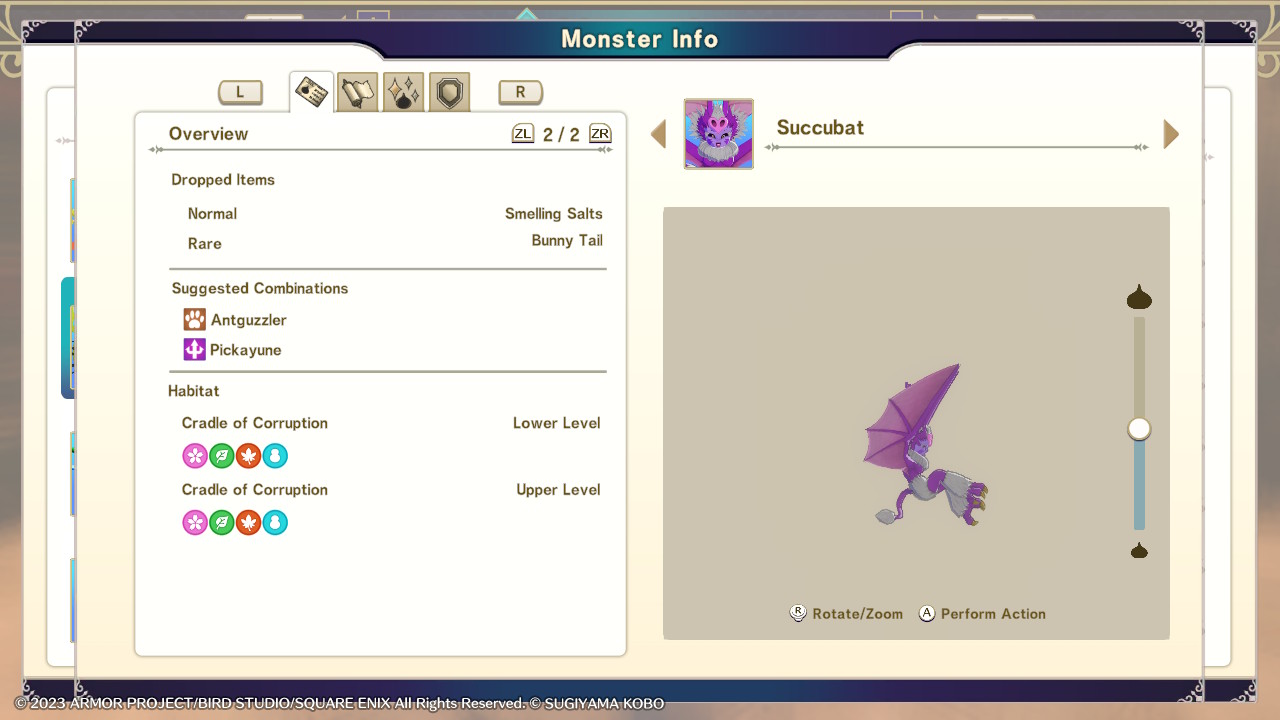 Monster Info
L
R
Overview
ZL 2 / 2 ZR
Dropped Items
Normal Smelling Salts
Rare Bunny Tail
Suggested Combinations
Antguzzler
Pickayune
Habitat
Cradle of Corruption Lower Level
Cradle of Corruption Upper Level
Succubat
R Rotate/Zoom A Perform Action
© 2023 ARMOR PROJECT/BIRD STUDIO/SQUARE ENIX All Rights Reserved. © SUGIYAMA KOBO